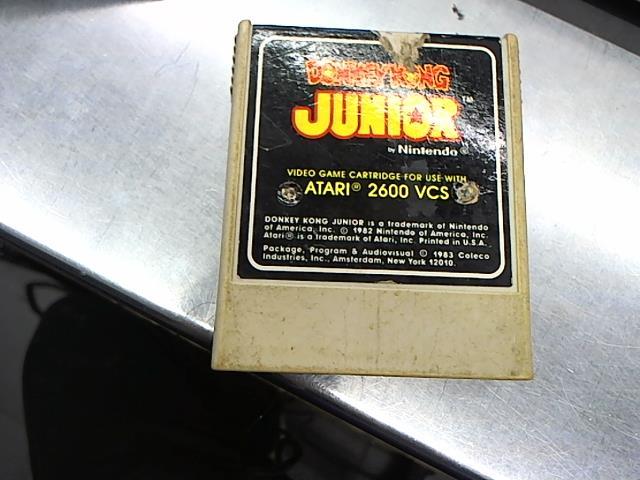 DONKEY KONG
JUNIOR™
by Nintendo®
VIDEO GAME CARTRIDGE FOR USE WITH
ATARI® 2600 VCS
DONKEY KONG JUNIOR is a trademark of Nintendo
of America, Inc. © 1982 Nintendo of America, Inc.
Atari® is a trademark of Atari, Inc. Printed in U.S.A.
Package, Program & Audiovisual © 1983 Coleco
Industries, Inc., Amsterdam, New York 12010.